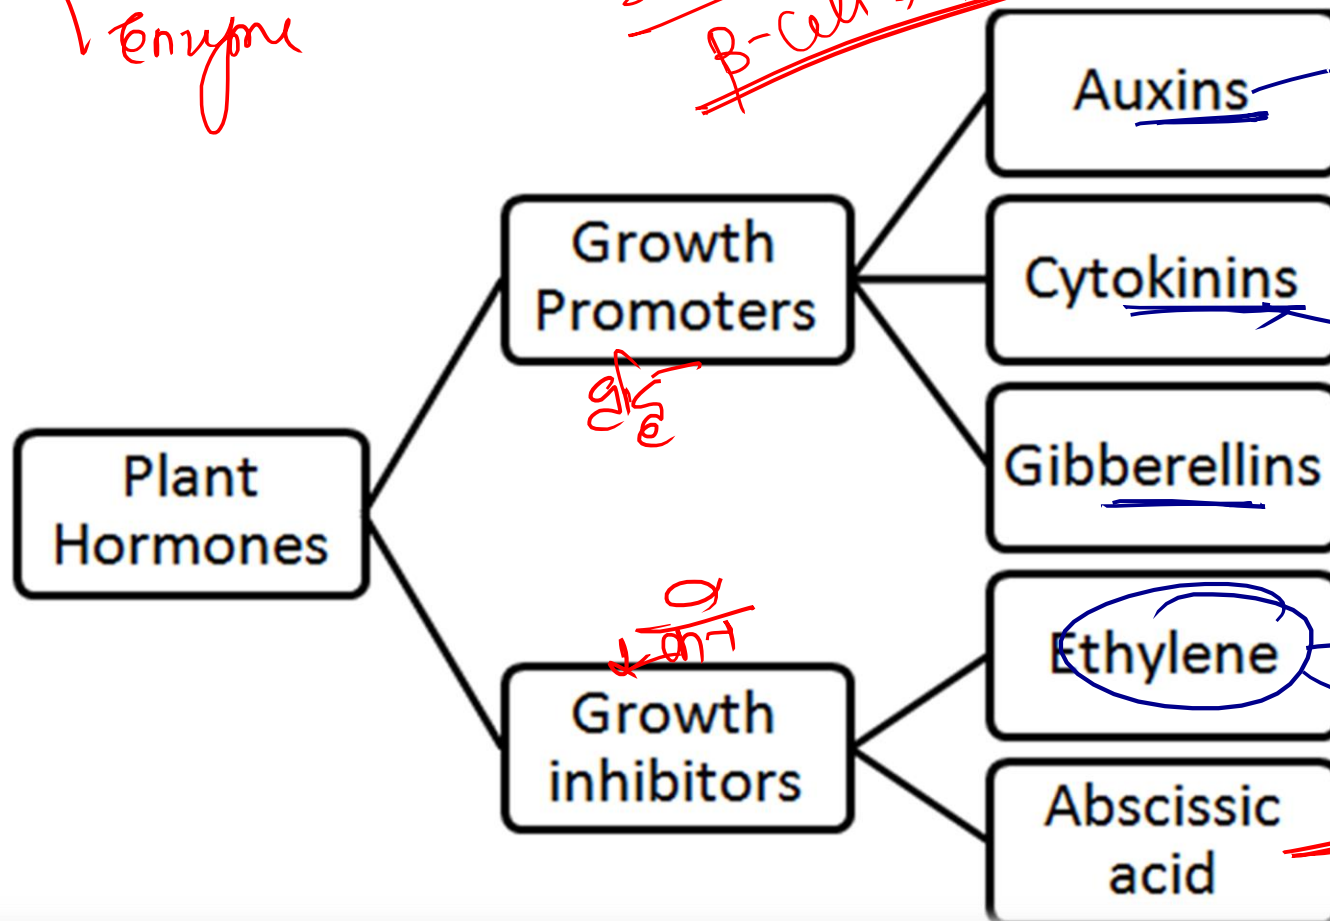 Enzyme
β-Cell
Auxins
Growth
Promoters
Cytokinins
Gibberellins
Plant
Hormones
Growth
inhibitors
Ethylene
Abscissic
acid